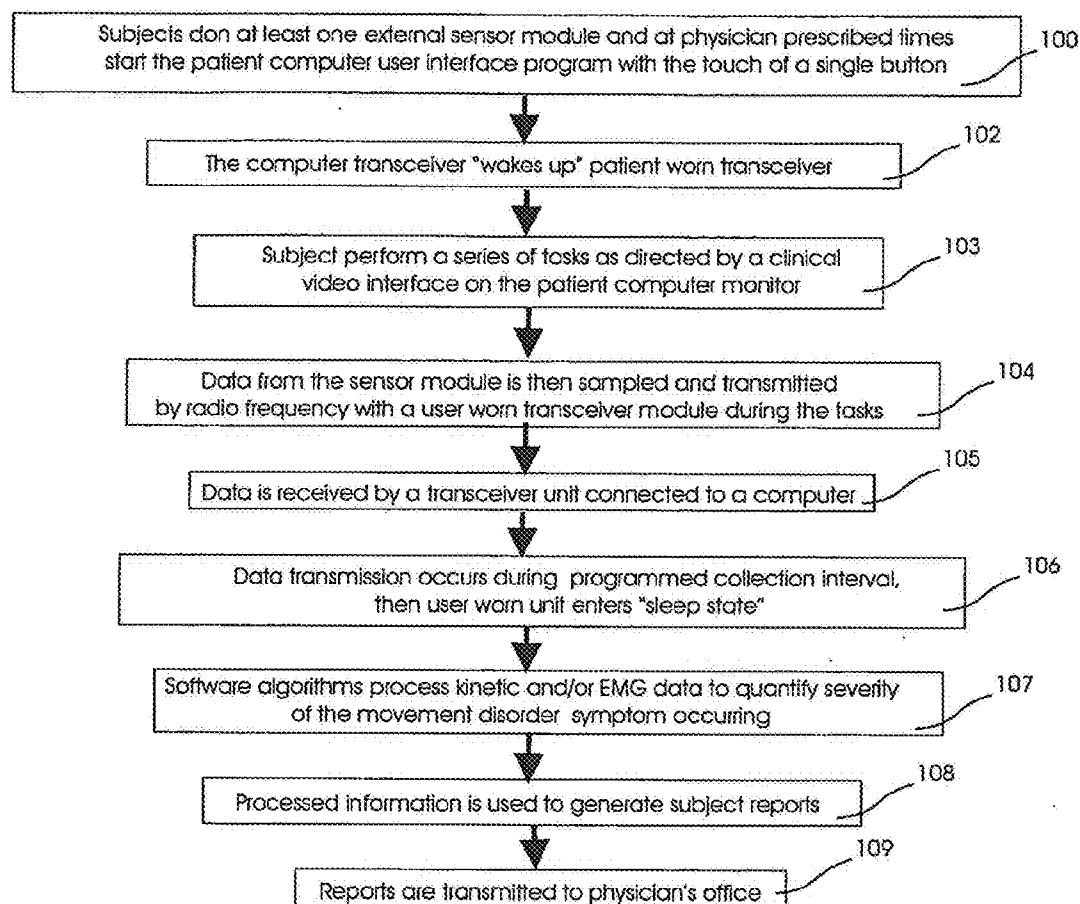 Subjects don at least one external sensor module and at physician prescribed times
start the patient computer user interface program with the touch of a single button
100
102
The computer transceiver "wakes up" patient worn transceiver
103
Subject perform a series of tasks as directed by a clinical
video interface on the patient computer monitor
104
Data from the sensor module is then sampled and transmitted
by radio frequency with a user worn transceiver module during the tasks
105
Data is received by a transceiver unit connected to a computer
106
Data transmission occurs during programmed collection interval,
then user worn unit enters "sleep state"
107
Software algorithms process kinetic and/or EMG data to quantify severity
of the movement disorder symptom occurring
108
Processed information is used to generate subject reports
109
Reports are transmitted to physician's office